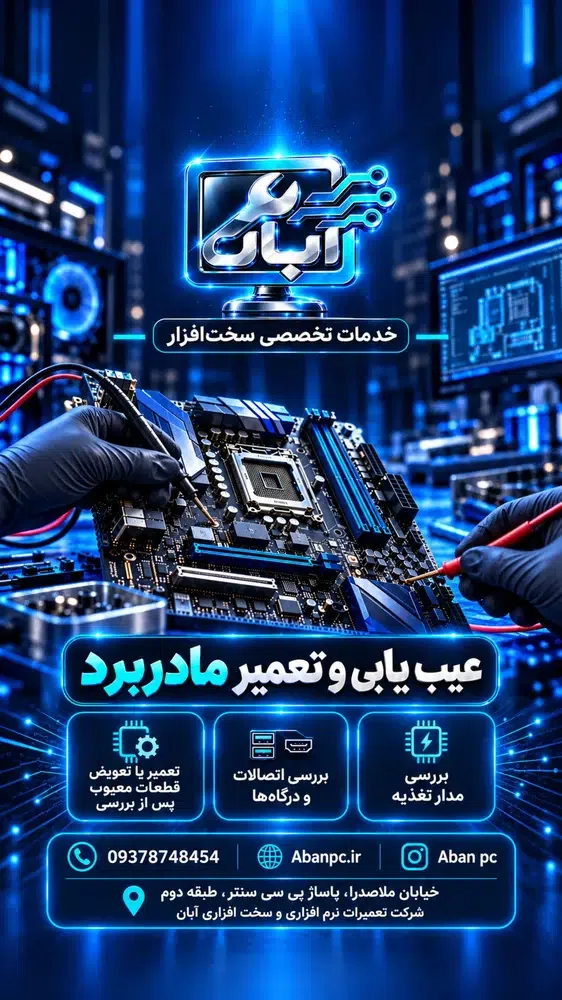 آبان
خدمات تخصصی سخت‌افزار
عیب یابی و تعمیر مادربرد
بررسی
مدار تغذیه
بررسی اتصالات
و درگاه‌ها
تعمیر یا تعویض
قطعات معیوب
پس از بررسی
09378748454
Abanpc.ir
Aban pc
خیابان ملاصدرا، پاساژ پی سی سنتر ، طبقه دوم
شرکت تعمیرات نرم افزاری و سخت افزاری آبان